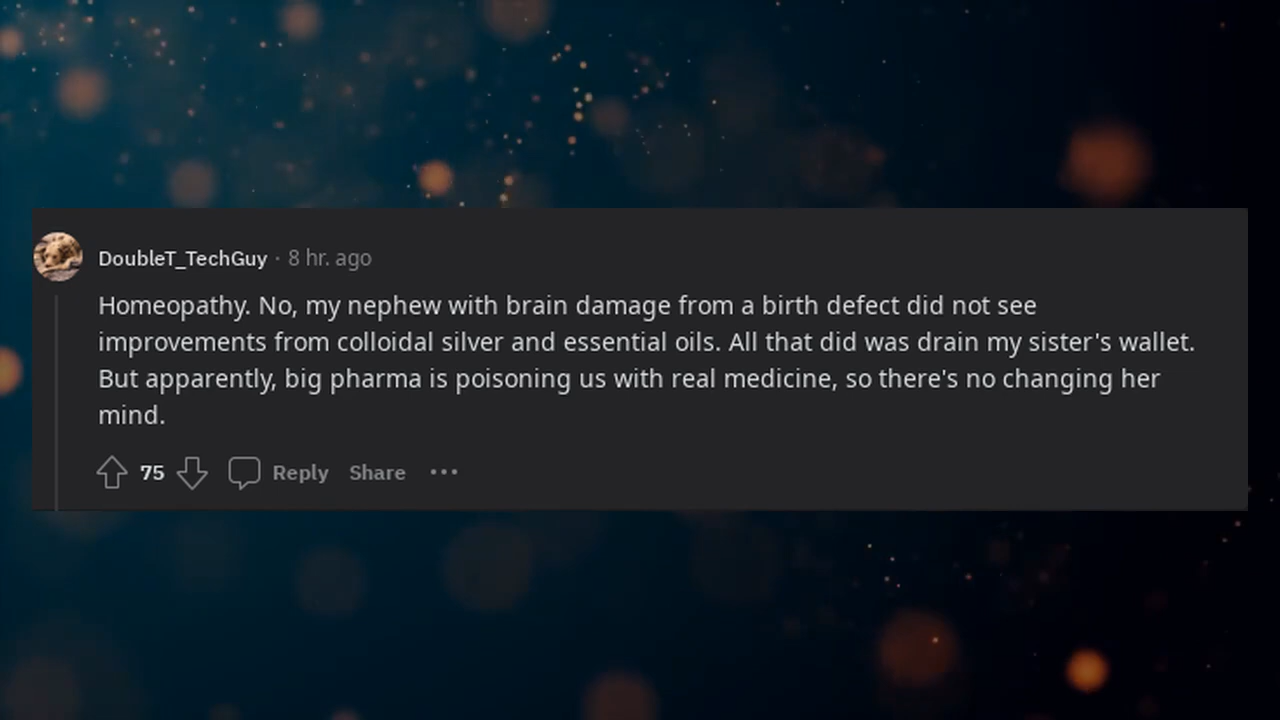 DoubleT_TechGuy · 8 hr. ago
Homeopathy. No, my nephew with brain damage from a birth defect did not see
improvements from colloidal silver and essential oils. All that did was drain my sister's wallet.
But apparently, big pharma is poisoning us with real medicine, so there's no changing her
mind.
75 Reply Share ···